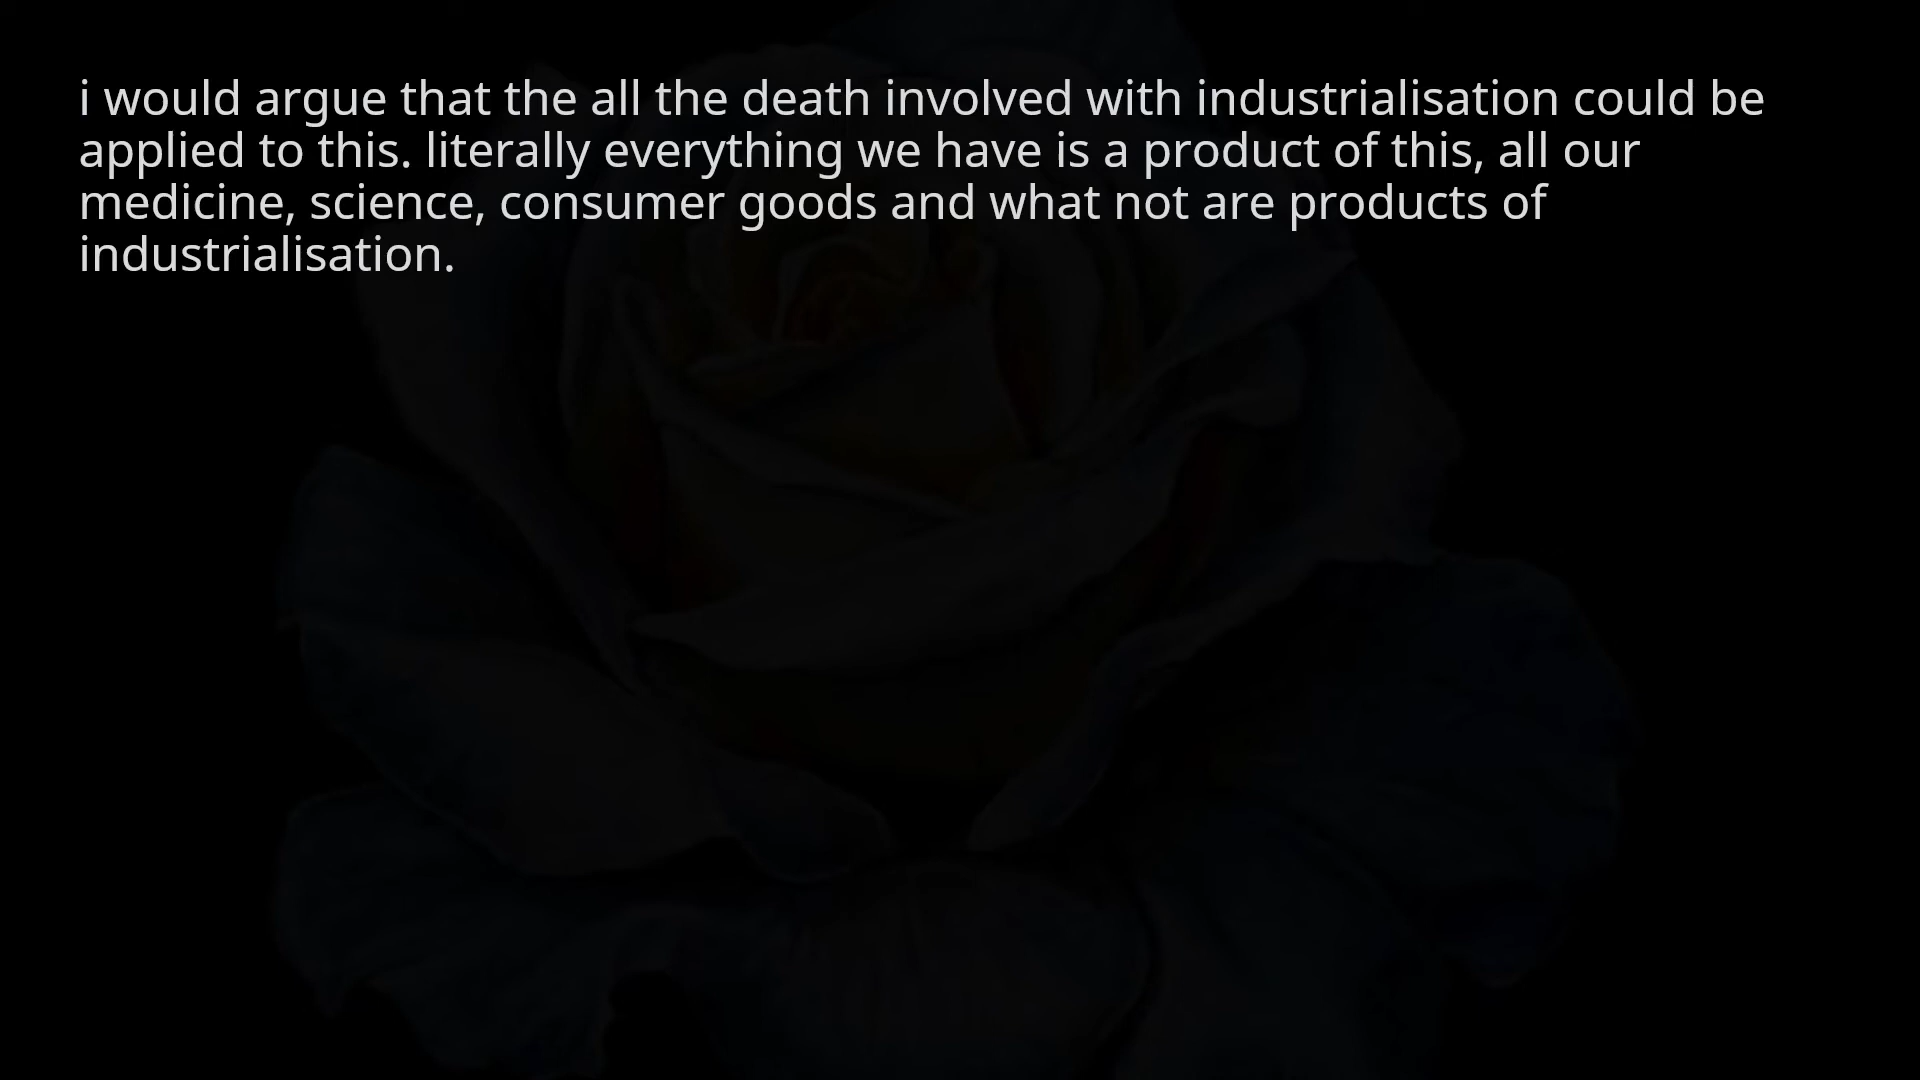 i would argue that the all the death involved with industrialisation could be
applied to this. literally everything we have is a product of this, all our
medicine, science, consumer goods and what not are products of
industrialisation.